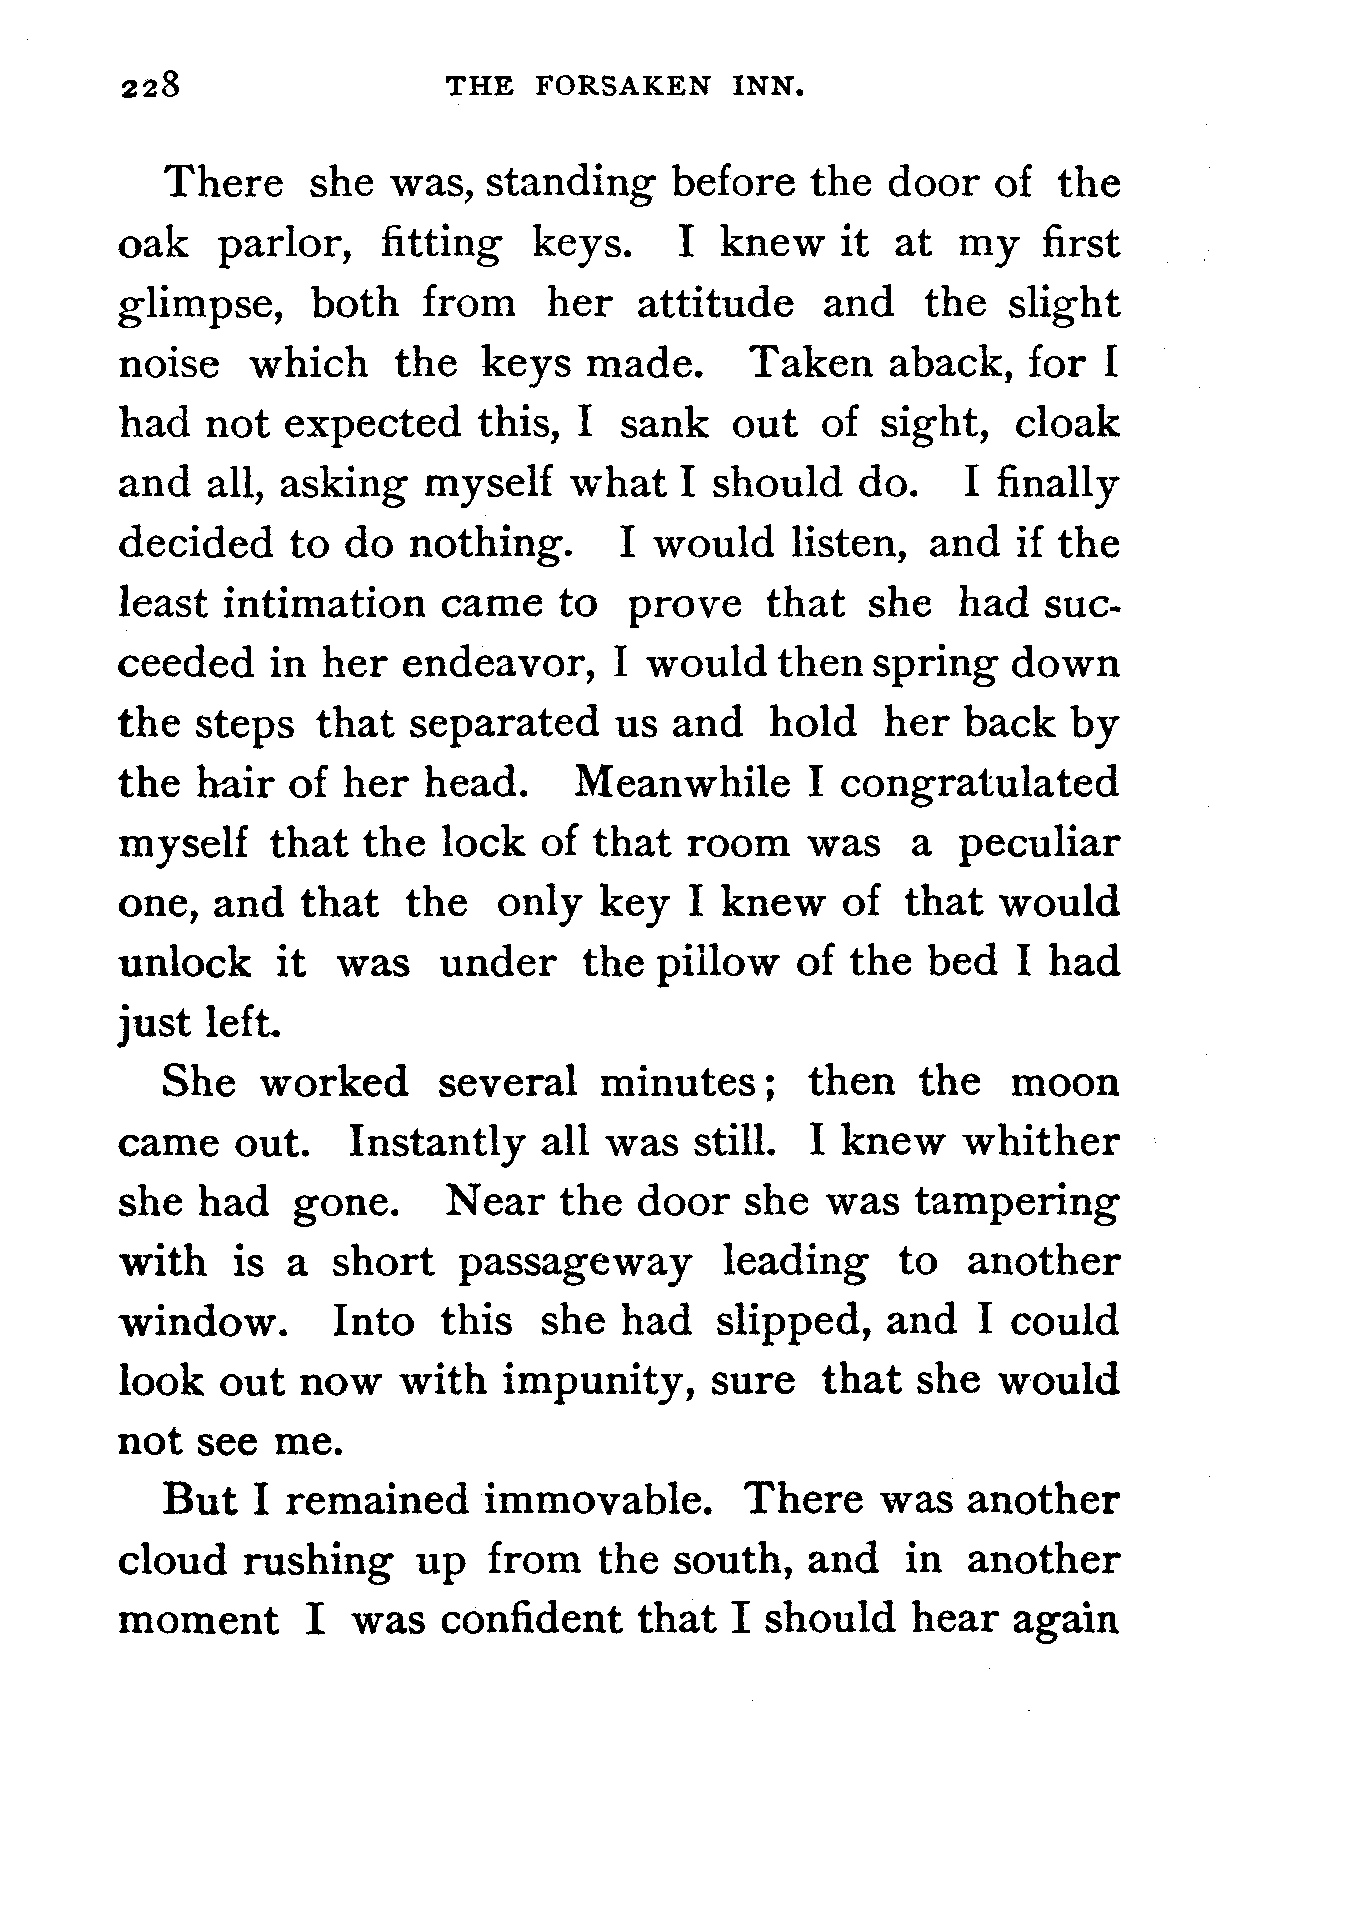 228 THE FORSAKEN INN.
There she was, standing before the door of the
oak parlor, fitting keys. I knew it at my first
glimpse, both from her attitude and the slight
noise which the keys made. Taken aback, for I
had not expected this, I sank out of sight, cloak
and all, asking myself what I should do. I finally
decided to do nothing. I would listen, and if the
least intimation came to prove that she had suc-
ceeded in her endeavor, I would then spring down
the steps that separated us and hold her back by
the hair of her head. Meanwhile I congratulated
myself that the lock of that room was a peculiar
one, and that the only key I knew of that would
unlock it was under the pillow of the bed I had
just left.
She worked several minutes; then the moon
came out. Instantly all was still. I knew whither
she had gone. Near the door she was tampering
with is a short passageway leading to another
window. Into this she had slipped, and I could
look out now with impunity, sure that she would
not see me.
But I remained immovable. There was another
cloud rushing up from the south, and in another
moment I was confident that I should hear again